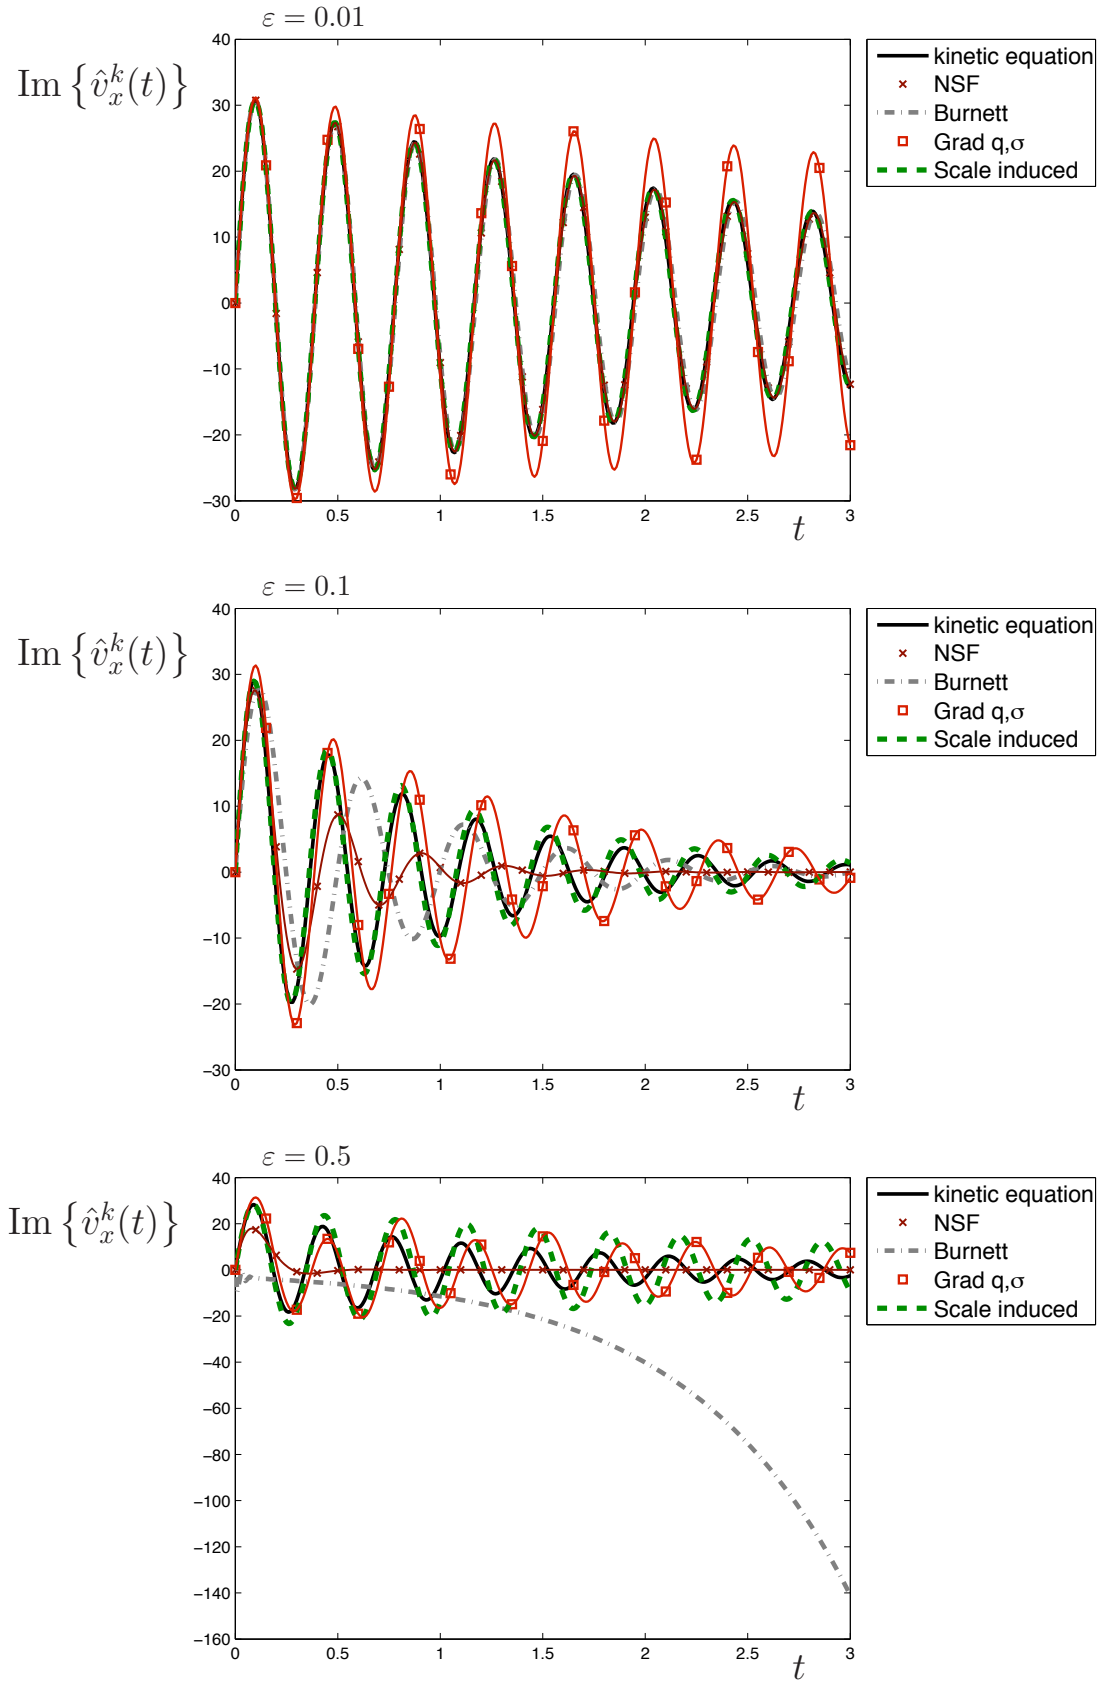 ε = 0.01
Im {v̂ₓᵏ(t)}
40
30
20
10
0
−10
−20
−30
0 0.5 1 1.5 2 2.5 3
t
kinetic equation
NSF
Burnett
Grad q,σ
Scale induced
ε = 0.1
Im {v̂ₓᵏ(t)}
40
30
20
10
0
−10
−20
−30
0 0.5 1 1.5 2 2.5 3
t
kinetic equation
NSF
Burnett
Grad q,σ
Scale induced
ε = 0.5
Im {v̂ₓᵏ(t)}
40
20
0
−20
−40
−60
−80
−100
−120
−140
−160
0 0.5 1 1.5 2 2.5 3
t
kinetic equation
NSF
Burnett
Grad q,σ
Scale induced